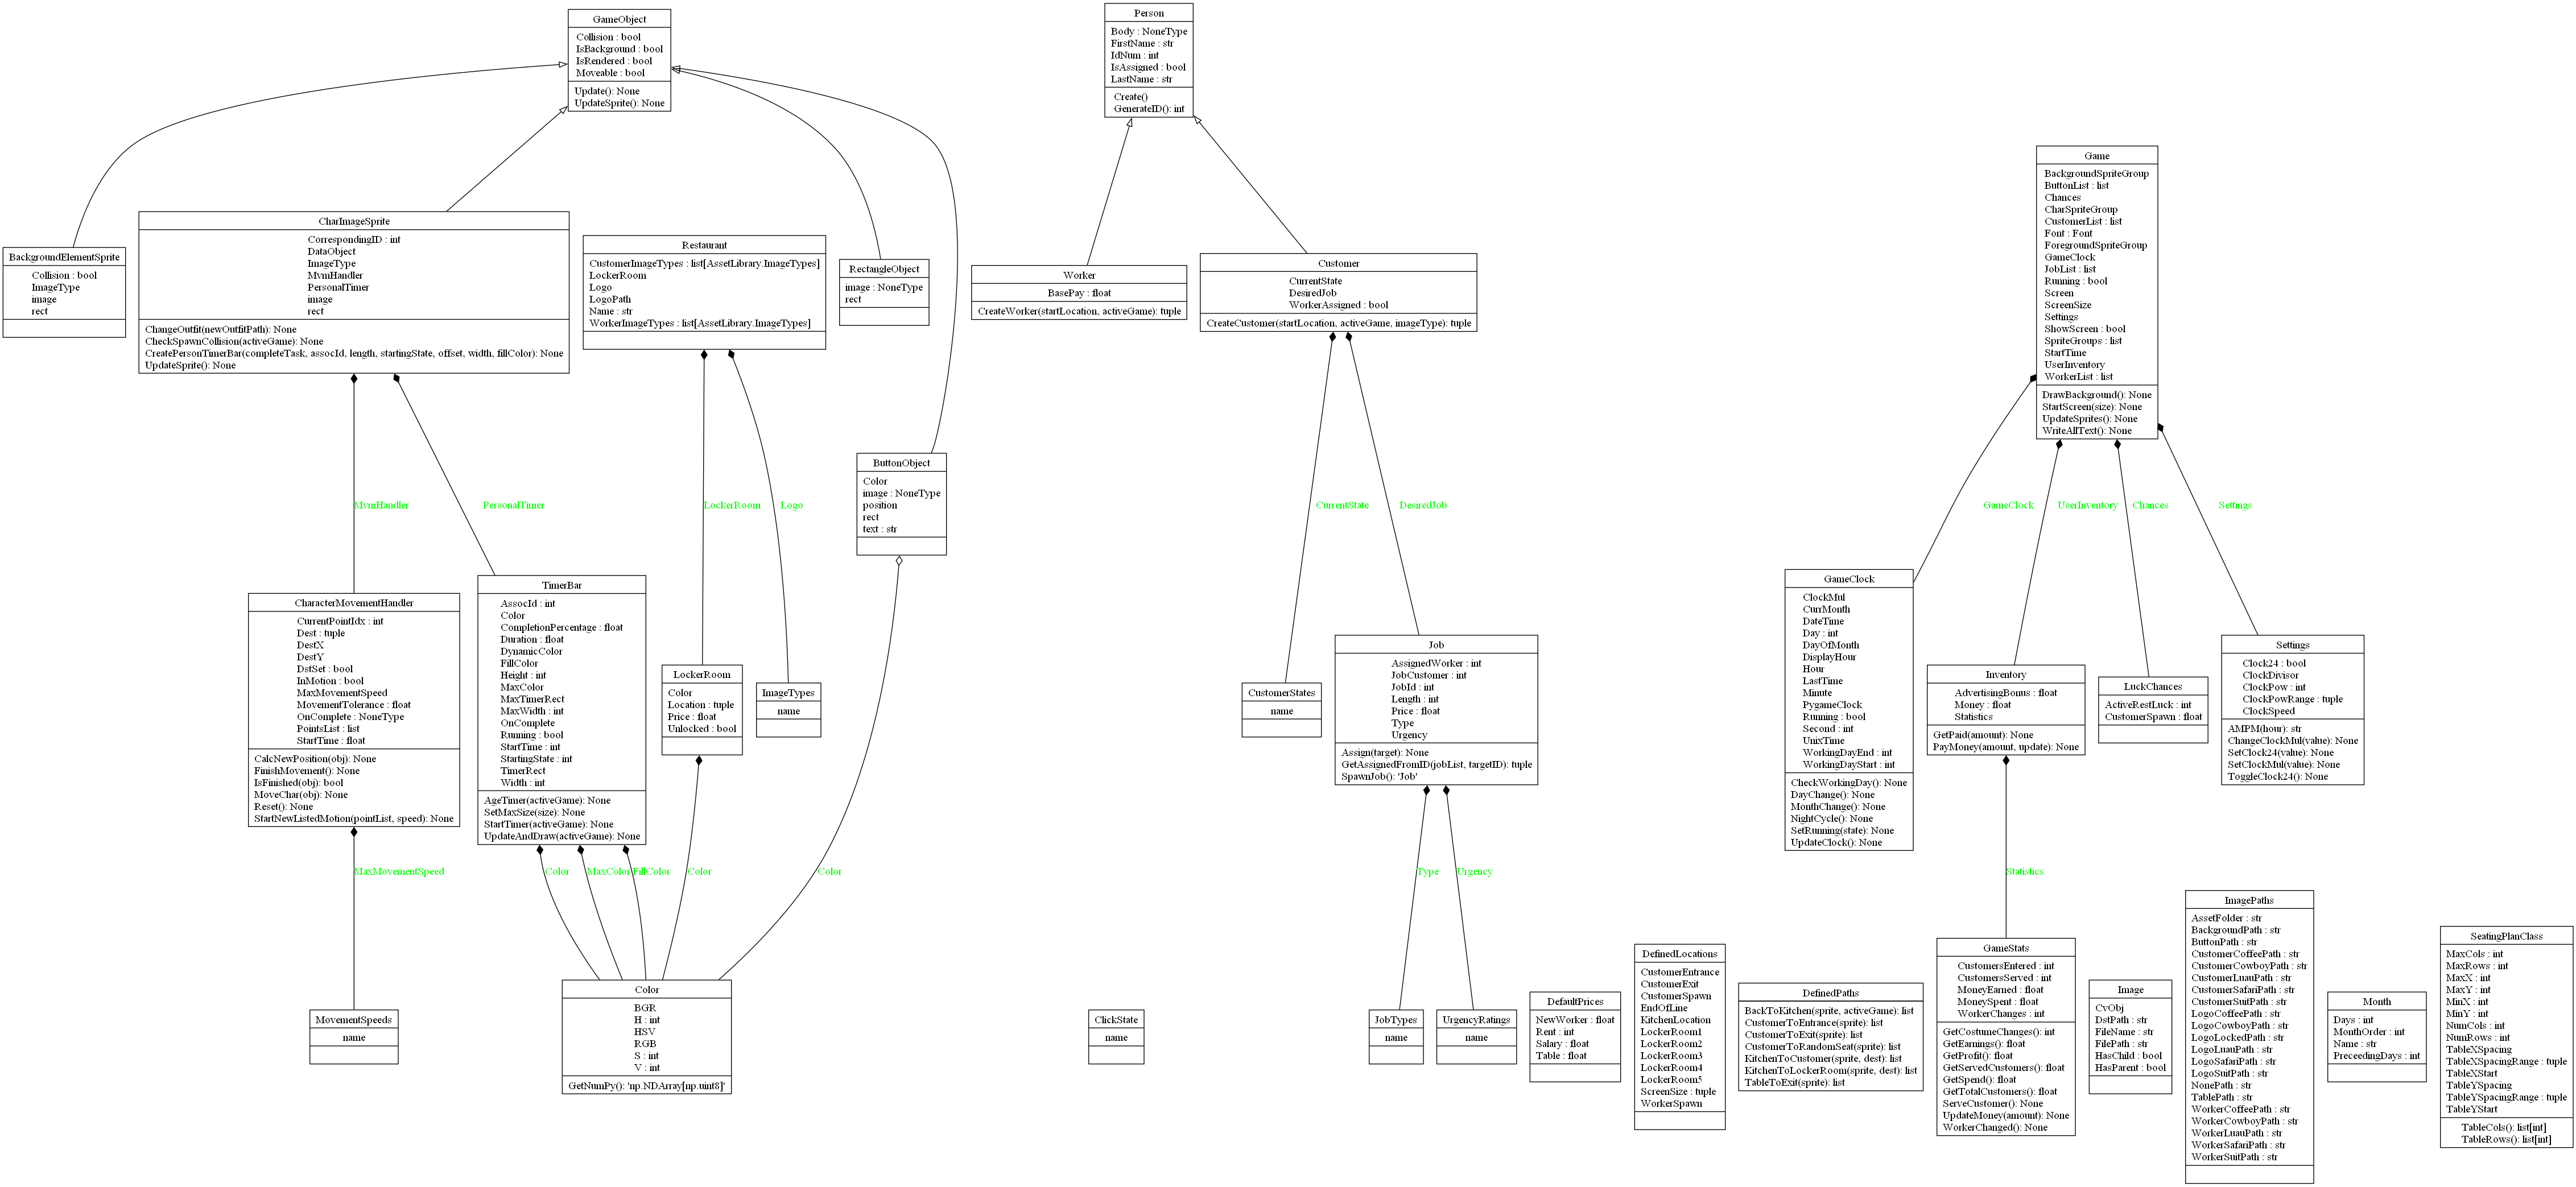 GameObject
Collision : bool
IsBackground : bool
IsRendered : bool
Moveable : bool
Update(): None
UpdateSprite(): None
Person
Body : NoneType
FirstName : str
IdNum : int
IsAssigned : bool
LastName : str
Create()
GenerateID(): int
Game
BackgroundSpriteGroup
ButtonList : list
Chances
CharSpriteGroup
CustomerList : list
Font : Font
ForegroundSpriteGroup
GameClock
JobList : list
Running : bool
Screen
ScreenSize
Settings
ShowScreen : bool
SpriteGroups : list
StartTime
UserInventory
WorkerList : list
DrawBackground(): None
StartScreen(size): None
UpdateSprites(): None
WriteAllText(): None
BackgroundElementSprite
Collision : bool
ImageType
image
rect
CharImageSprite
CorrespondingID : int
DataObject
ImageType
MvmHandler
PersonalTimer
image
rect
ChangeOutfit(newOutfitPath): None
CheckSpawnCollision(activeGame): None
CreatePersonTimerBar(completeTask, assocId, length, startingState, offset, width, fillColor): None
UpdateSprite(): None
Restaurant
CustomerImageTypes : list[AssetLibrary.ImageTypes]
LockerRoom
Logo
LogoPath
Name : str
WorkerImageTypes : list[AssetLibrary.ImageTypes]
RectangleObject
image : NoneType
rect
Worker
BasePay : float
CreateWorker(startLocation, activeGame): tuple
Customer
CurrentState
DesiredJob
WorkerAssigned : bool
CreateCustomer(startLocation, activeGame, imageType): tuple
ButtonObject
Color
image : NoneType
position
rect
text : str
MvmHandler
PersonalTimer
LockerRoom
Logo
CurrentState
DesiredJob
GameClock
UserInventory
Chances
Settings
CharacterMovementHandler
CurrentPointIdx : int
Dest : tuple
DestX
DestY
DstSet : bool
InMotion : bool
MaxMovementSpeed
MovementTolerance : float
OnComplete : NoneType
PointsList : list
StartTime : float
CalcNewPosition(obj): None
FinishMovement(): None
IsFinished(obj): bool
MoveChar(obj): None
Reset(): None
StartNewListedMotion(pointList, speed): None
TimerBar
AssocId : int
Color
CompletionPercentage : float
Duration : float
DynamicColor
FillColor
Height : int
MaxColor
MaxTimerRect
MaxWidth : int
OnComplete
Running : bool
StartTime : int
StartingState : int
TimerRect
Width : int
AgeTimer(activeGame): None
SetMaxSize(size): None
StartTimer(activeGame): None
UpdateAndDraw(activeGame): None
LockerRoom
Color
Location : tuple
Price : float
Unlocked : bool
ImageTypes
name
CustomerStates
name
Job
AssignedWorker : int
JobCustomer : int
JobId : int
Length : int
Price : float
Type
Urgency
Assign(target): None
GetAssignedFromID(jobList, targetID): tuple
SpawnJob(): 'Job'
GameClock
ClockMul
CurrMonth
DateTime
Day : int
DayOfMonth
DisplayHour
Hour
LastTime
Minute
PygameClock
Running : bool
Second : int
UnixTime
WorkingDayEnd : int
WorkingDayStart : int
CheckWorkingDay(): None
DayChange(): None
MonthChange(): None
NightCycle(): None
SetRunning(state): None
UpdateClock(): None
Inventory
AdvertisingBonus : float
Money : float
Statistics
GetPaid(amount): None
PayMoney(amount, update): None
LuckChances
ActiveRestLuck : int
CustomerSpawn : float
Settings
Clock24 : bool
ClockDivisor
ClockPow : int
ClockPowRange : tuple
ClockSpeed
AMPM(hour): str
ChangeClockMul(value): None
SetClock24(value): None
SetClockMul(value): None
ToggleClock24(): None
MaxMovementSpeed
Color
MaxColor
FillColor
Color
Color
Type
Urgency
Statistics
MovementSpeeds
name
Color
BGR
H : int
HSV
RGB
S : int
V : int
GetNumPy(): 'np.NDArray[np.uint8]'
ClickState
name
JobTypes
name
UrgencyRatings
name
DefaultPrices
NewWorker : float
Rent : int
Salary : float
Table : float
DefinedLocations
CustomerEntrance
CustomerExit
CustomerSpawn
EndOfLine
KitchenLocation
LockerRoom1
LockerRoom2
LockerRoom3
LockerRoom4
LockerRoom5
ScreenSize : tuple
WorkerSpawn
DefinedPaths
BackToKitchen(sprite, activeGame): list
CustomerToEntrance(sprite): list
CustomerToExit(sprite): list
CustomerToRandomSeat(sprite): list
KitchenToCustomer(sprite, dest): list
KitchenToLockerRoom(sprite, dest): list
TableToExit(sprite): list
GameStats
CustomersEntered : int
CustomersServed : int
MoneyEarned : float
MoneySpent : float
WorkerChanges : int
GetCostumeChanges(): int
GetEarnings(): float
GetProfit(): float
GetServedCustomers(): float
GetSpend(): float
GetTotalCustomers(): float
ServeCustomer(): None
UpdateMoney(amount): None
WorkerChanged(): None
Image
CvObj
DstPath : str
FileName : str
FilePath : str
HasChild : bool
HasParent : bool
ImagePaths
AssetFolder : str
BackgroundPath : str
ButtonPath : str
CustomerCoffeePath : str
CustomerCowboyPath : str
CustomerLuauPath : str
CustomerSafariPath : str
CustomerSuitPath : str
LogoCoffeePath : str
LogoCowboyPath : str
LogoLockedPath : str
LogoLuauPath : str
LogoSafariPath : str
LogoSuitPath : str
NonePath : str
TablePath : str
WorkerCoffeePath : str
WorkerCowboyPath : str
WorkerLuauPath : str
WorkerSafariPath : str
WorkerSuitPath : str
Month
Days : int
MonthOrder : int
Name : str
PreceedingDays : int
SeatingPlanClass
MaxCols : int
MaxRows : int
MaxX : int
MaxY : int
MinX : int
MinY : int
NumCols : int
NumRows : int
TableXSpacing
TableXSpacingRange : tuple
TableXStart
TableYSpacing
TableYSpacingRange : tuple
TableYStart
TableCols(): list[int]
TableRows(): list[int]